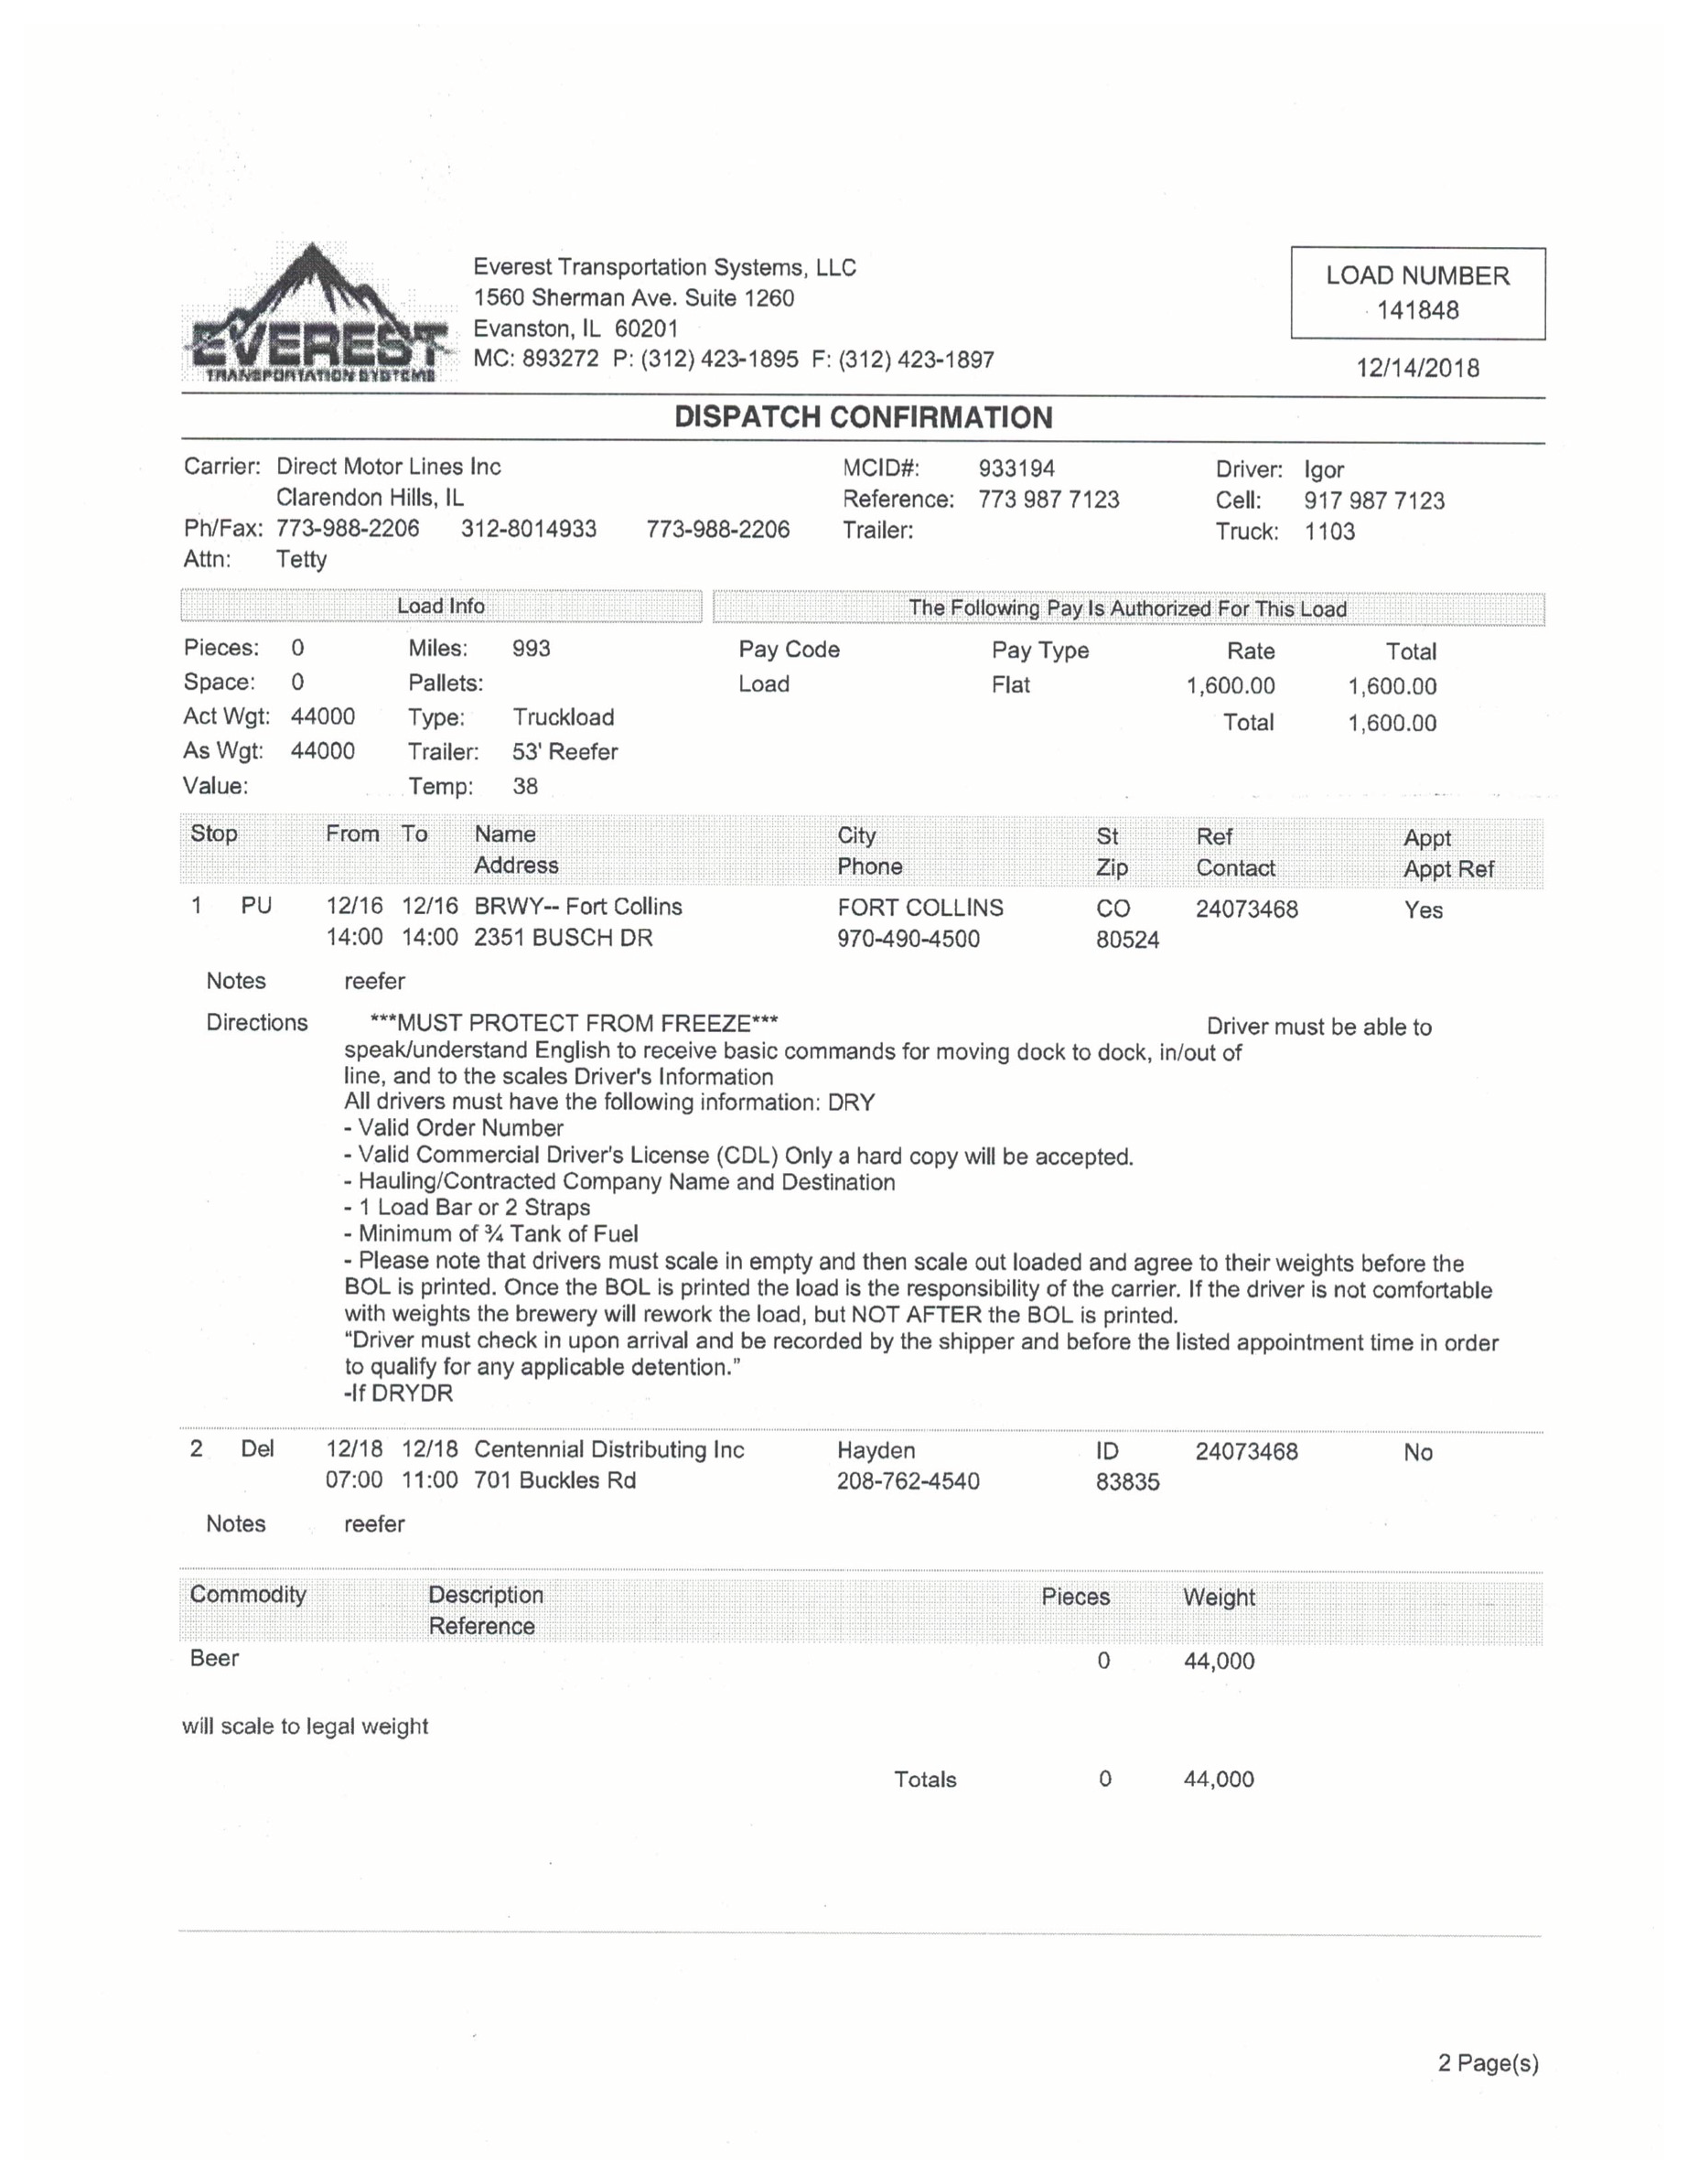 EVEREST
TRANSPORTATION SYSTEMS
Everest Transportation Systems, LLC
1560 Sherman Ave. Suite 1260
Evanston, IL 60201
MC: 893272 P: (312) 423-1895 F: (312) 423-1897
LOAD NUMBER
141848
12/14/2018
DISPATCH CONFIRMATION
Carrier: Direct Motor Lines Inc MCID#: 933194 Driver: Igor
Clarendon Hills, IL Reference: 773 987 7123 Cell: 917 987 7123
Ph/Fax: 773-988-2206 312-8014933 773-988-2206 Trailer: Truck: 1103
Attn: Tetty
Load Info The Following Pay Is Authorized For This Load
Pieces: 0 Miles: 993 Pay Code Pay Type Rate Total
Space: 0 Pallets: Load Flat 1,600.00 1,600.00
Act Wgt: 44000 Type: Truckload Total 1,600.00
As Wgt: 44000 Trailer: 53' Reefer
Value: Temp: 38
Stop From To Name City St Ref Appt
Address Phone Zip Contact Appt Ref
1 PU 12/16 12/16 BRWY-- Fort Collins FORT COLLINS CO 24073468 Yes
14:00 14:00 2351 BUSCH DR 970-490-4500 80524
Notes reefer
Directions ***MUST PROTECT FROM FREEZE*** Driver must be able to
speak/understand English to receive basic commands for moving dock to dock, in/out of
line, and to the scales Driver's Information
All drivers must have the following information: DRY
- Valid Order Number
- Valid Commercial Driver's License (CDL) Only a hard copy will be accepted.
- Hauling/Contracted Company Name and Destination
- 1 Load Bar or 2 Straps
- Minimum of ¾ Tank of Fuel
- Please note that drivers must scale in empty and then scale out loaded and agree to their weights before the
BOL is printed. Once the BOL is printed the load is the responsibility of the carrier. If the driver is not comfortable
with weights the brewery will rework the load, but NOT AFTER the BOL is printed.
“Driver must check in upon arrival and be recorded by the shipper and before the listed appointment time in order
to qualify for any applicable detention.”
-If DRYDR
2 Del 12/18 12/18 Centennial Distributing Inc Hayden ID 24073468 No
07:00 11:00 701 Buckles Rd 208-762-4540 83835
Notes reefer
Commodity Description Pieces Weight
Reference
Beer 0 44,000
will scale to legal weight
Totals 0 44,000
2 Page(s)